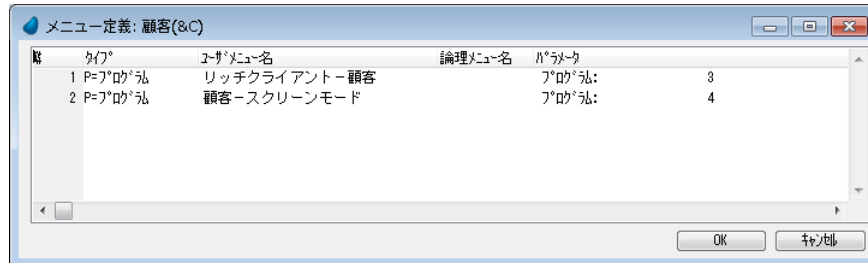 メニュー定義: 顧客(&C)
ﾀｲﾌﾟ ﾕｰｻﾞﾒﾆｭｰ名 論理ﾒﾆｭｰ名 ﾊﾟﾗﾒｰﾀ
1 P=ﾌﾟﾛｸﾞﾗﾑ リッチクライアント－顧客 ﾌﾟﾛｸﾞﾗﾑ: 3
2 P=ﾌﾟﾛｸﾞﾗﾑ 顧客－スクリーンモード ﾌﾟﾛｸﾞﾗﾑ: 4
OK ｷｬﾝｾﾙ